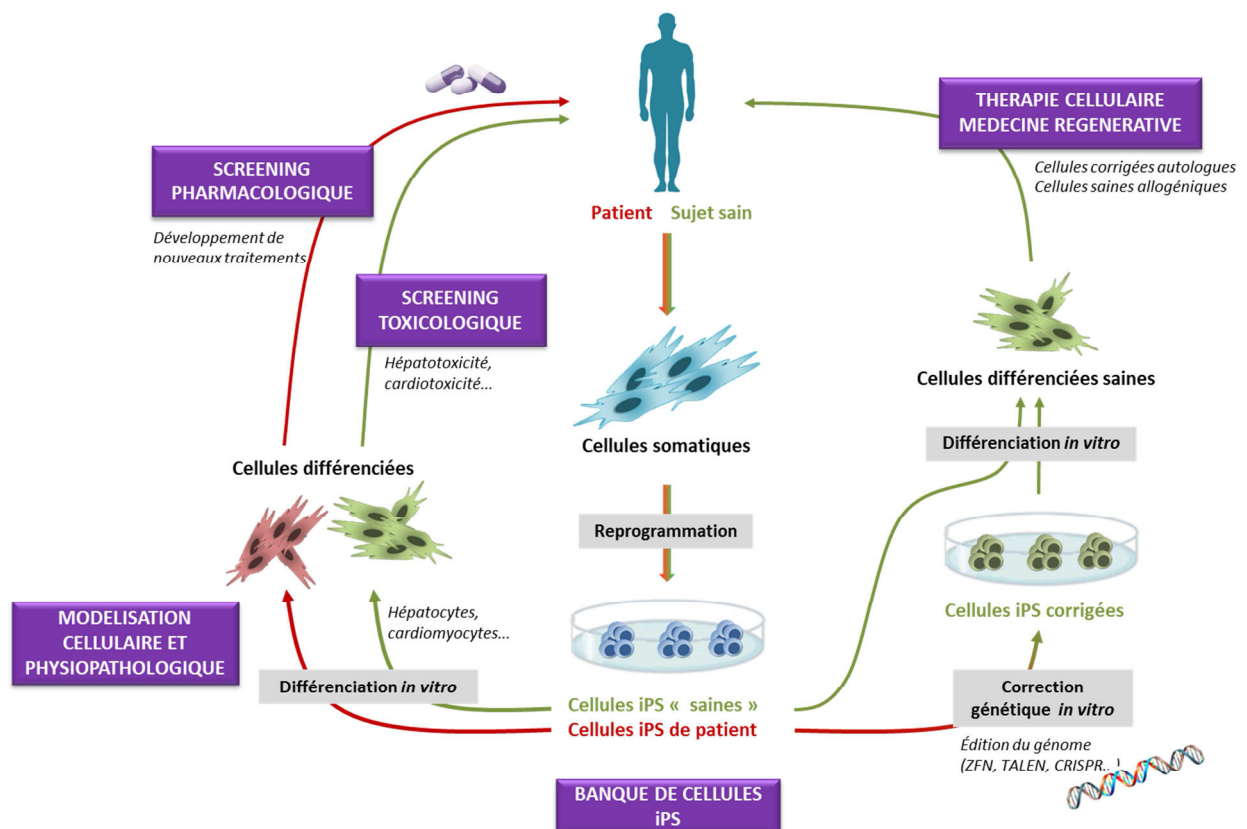 THERAPIE CELLULAIRE
MEDECINE REGENERATIVE
Cellules corrigées autologues
Cellules saines allogéniques
SCREENING
PHARMACOLOGIQUE
Développement de
nouveaux traitements
Patient Sujet sain
SCREENING
TOXICOLOGIQUE
Hépatotoxicité,
cardiotoxicité...
Cellules différenciées saines
Cellules somatiques
Différenciation in vitro
Cellules différenciées
Reprogrammation
MODELISATION
CELLULAIRE ET
PHYSIOPATHOLOGIQUE
Hépatocytes,
cardiomyocytes...
Cellules iPS corrigées
Différenciation in vitro
Cellules iPS « saines »
Cellules iPS de patient
Correction
génétique in vitro
Édition du génome
(ZFN, TALEN, CRISPR...)
BANQUE DE CELLULES
iPS